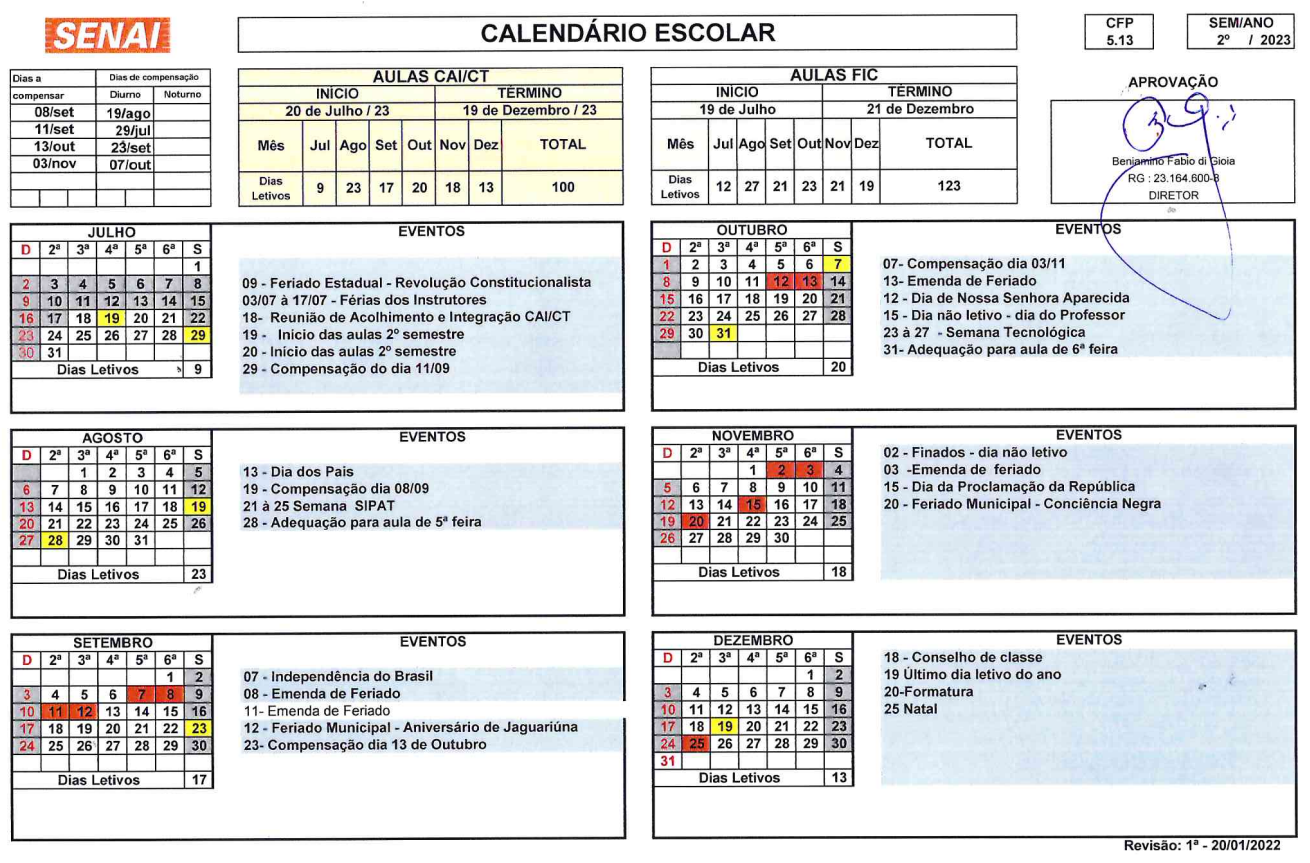 SENAI
CALENDÁRIO ESCOLAR
CFP
5.13
SEM/ANO
2º / 2023
Dias a compensar Dias de compensação
Diurno Noturno
08/set 19/ago
11/set 29/jul
13/out 23/set
03/nov 07/out
AULAS CAI/CT
INÍCIO TÉRMINO
20 de Julho / 23 19 de Dezembro / 23
Mês Jul Ago Set Out Nov Dez TOTAL
Dias Letivos 9 23 17 20 18 13 100
AULAS FIC
INÍCIO TÉRMINO
19 de Julho 21 de Dezembro
Mês Jul Ago Set Out Nov Dez TOTAL
Dias Letivos 12 27 21 23 21 19 123
APROVAÇÃO
Beniamino Fabio di Gioia
RG : 23.164.600-8
DIRETOR
JULHO
D 2ª 3ª 4ª 5ª 6ª S
1
2 3 4 5 6 7 8
9 10 11 12 13 14 15
16 17 18 19 20 21 22
23 24 25 26 27 28 29
30 31
Dias Letivos 9
EVENTOS
09 - Feriado Estadual - Revolução Constitucionalista
03/07 à 17/07 - Férias dos Instrutores
18- Reunião de Acolhimento e Integração CAI/CT
19 - Início das aulas 2º semestre
20 - Início das aulas 2º semestre
29 - Compensação do dia 11/09
OUTUBRO
D 2ª 3ª 4ª 5ª 6ª S
1 2 3 4 5 6 7
8 9 10 11 12 13 14
15 16 17 18 19 20 21
22 23 24 25 26 27 28
29 30 31
Dias Letivos 20
EVENTOS
07- Compensação dia 03/11
13- Emenda de Feriado
12 - Dia de Nossa Senhora Aparecida
15 - Dia não letivo - dia do Professor
23 à 27 - Semana Tecnológica
31- Adequação para aula de 6ª feira
AGOSTO
D 2ª 3ª 4ª 5ª 6ª S
1 2 3 4 5
6 7 8 9 10 11 12
13 14 15 16 17 18 19
20 21 22 23 24 25 26
27 28 29 30 31
Dias Letivos 23
EVENTOS
13 - Dia dos Pais
19 - Compensação dia 08/09
21 à 25 Semana SIPAT
28 - Adequação para aula de 5ª feira
NOVEMBRO
D 2ª 3ª 4ª 5ª 6ª S
1 2 3 4
5 6 7 8 9 10 11
12 13 14 15 16 17 18
19 20 21 22 23 24 25
26 27 28 29 30
Dias Letivos 18
EVENTOS
02 - Finados - dia não letivo
03 -Emenda de feriado
15 - Dia da Proclamação da República
20 - Feriado Municipal - Conciência Negra
SETEMBRO
D 2ª 3ª 4ª 5ª 6ª S
1 2
3 4 5 6 7 8 9
10 11 12 13 14 15 16
17 18 19 20 21 22 23
24 25 26 27 28 29 30
Dias Letivos 17
EVENTOS
07 - Independência do Brasil
08 - Emenda de Feriado
11- Emenda de Feriado
12 - Feriado Municipal - Aniversário de Jaguariúna
23- Compensação dia 13 de Outubro
DEZEMBRO
D 2ª 3ª 4ª 5ª 6ª S
1 2
3 4 5 6 7 8 9
10 11 12 13 14 15 16
17 18 19 20 21 22 23
24 25 26 27 28 29 30
31
Dias Letivos 13
EVENTOS
18 - Conselho de classe
19 Último dia letivo do ano
20-Formatura
25 Natal
Revisão: 1ª - 20/01/2022